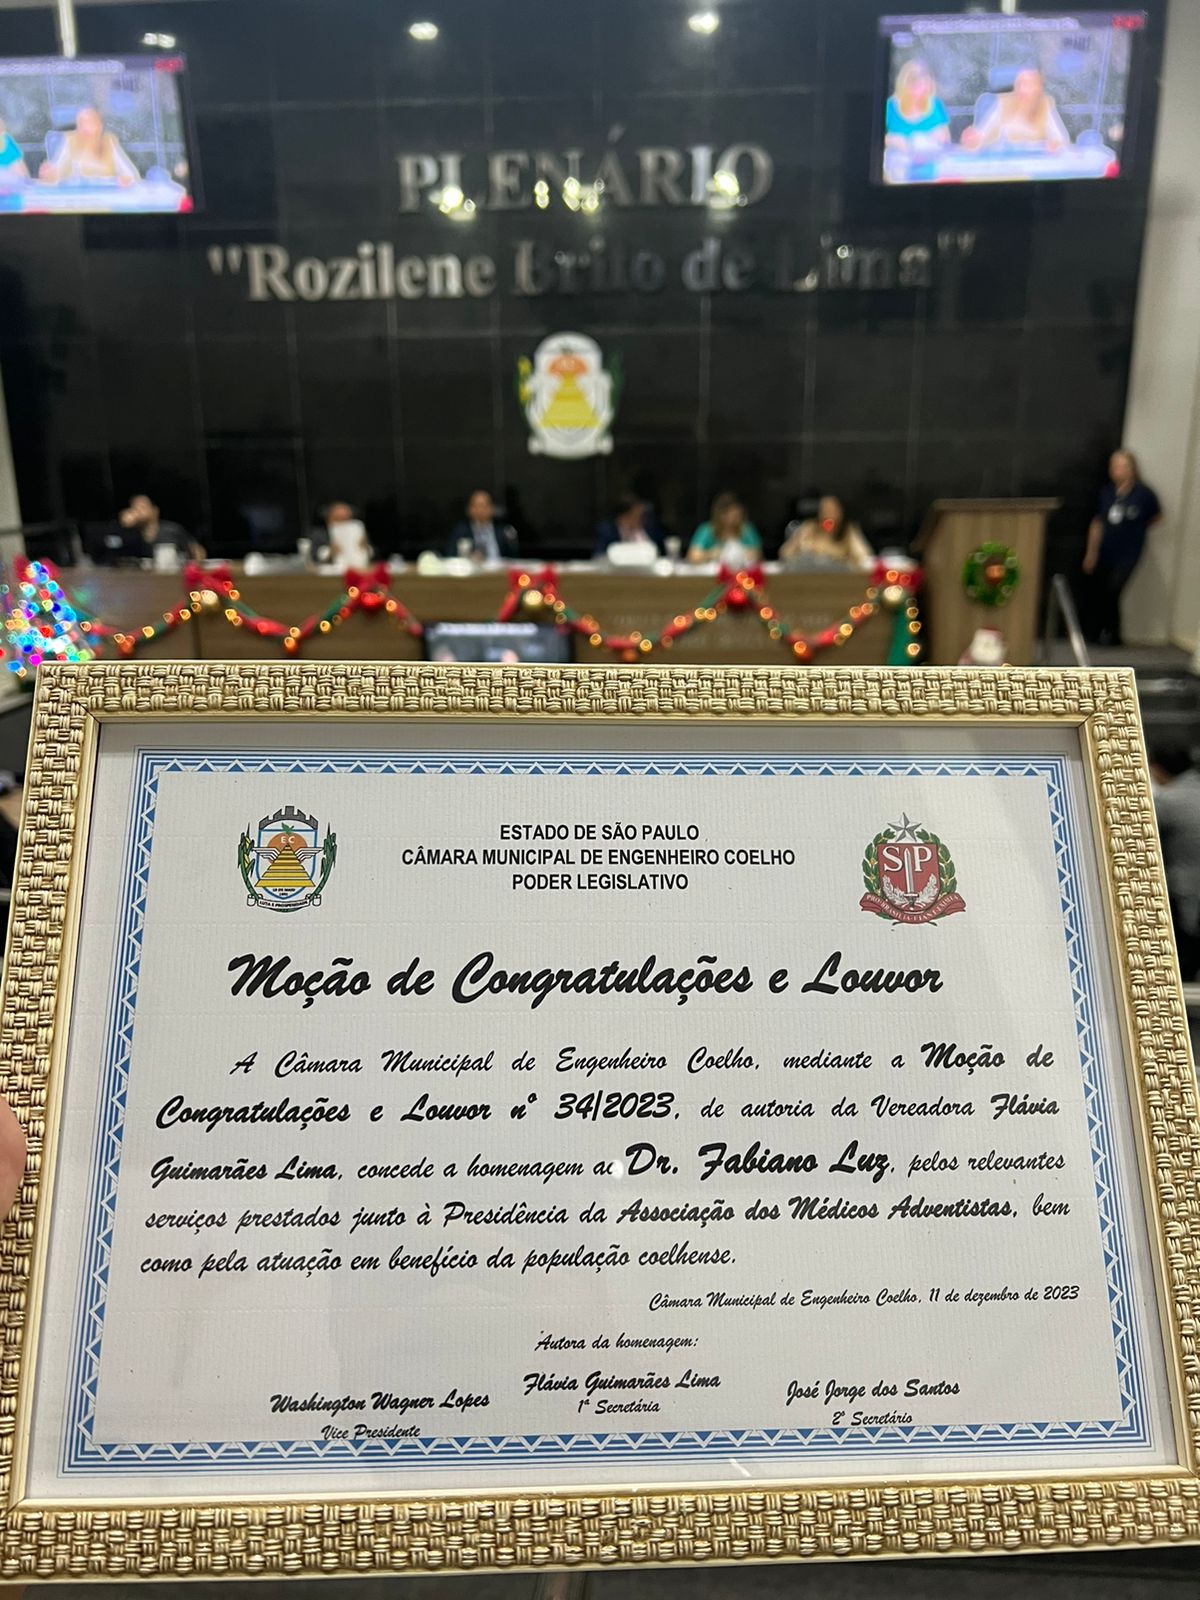 PLENÁRIO
"Rozilene Brito de Lima"
ESTADO DE SÃO PAULO
CÂMARA MUNICIPAL DE ENGENHEIRO COELHO
PODER LEGISLATIVO
EC
SP
Moção de Congratulações e Louvor
A Câmara Municipal de Engenheiro Coelho, mediante a Moção de
Congratulações e Louvor nº 34/2023, de autoria da Vereadora Flávia
Guimarães Lima, concede a homenagem ao Dr. Fabiano Luz, pelos relevantes
serviços prestados junto à Presidência da Associação dos Médicos Adventistas, bem
como pela atuação em benefício da população coelhense.
Câmara Municipal de Engenheiro Coelho, 11 de dezembro de 2023
Autora da homenagem:
Washington Wagner Lopes
Vice Presidente
Flávia Guimarães Lima
1ª Secretária
José Jorge dos Santos
2º Secretário